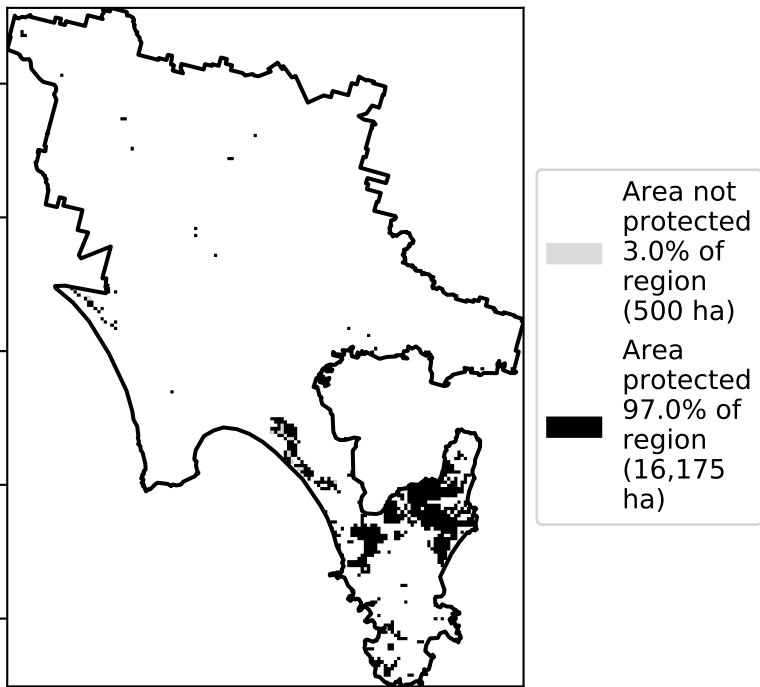 Area not
protected
3.0% of
region
(500 ha)
Area
protected
97.0% of
region
(16,175
ha)